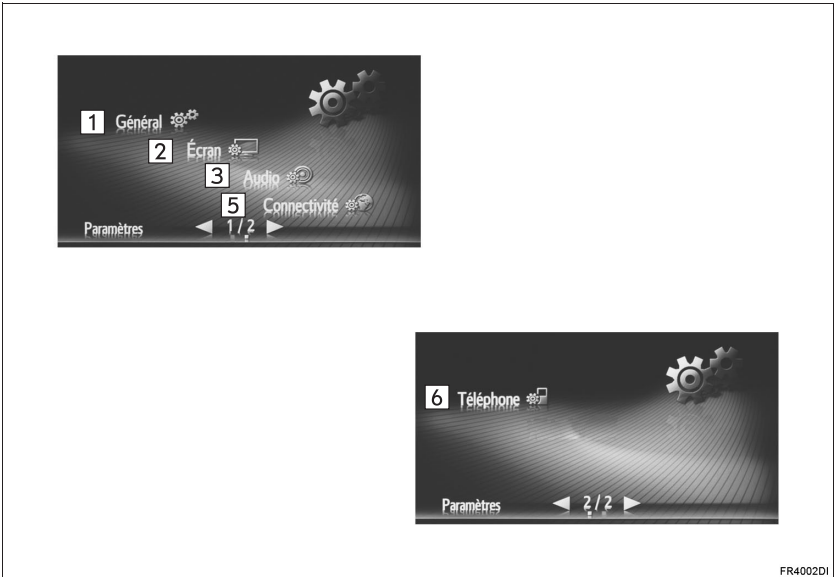 1 Général
2 Écran
3 Audio
5 Connectivité
Paramètres 1/2
6 Téléphone
Paramètres 2/2
FR4002DI